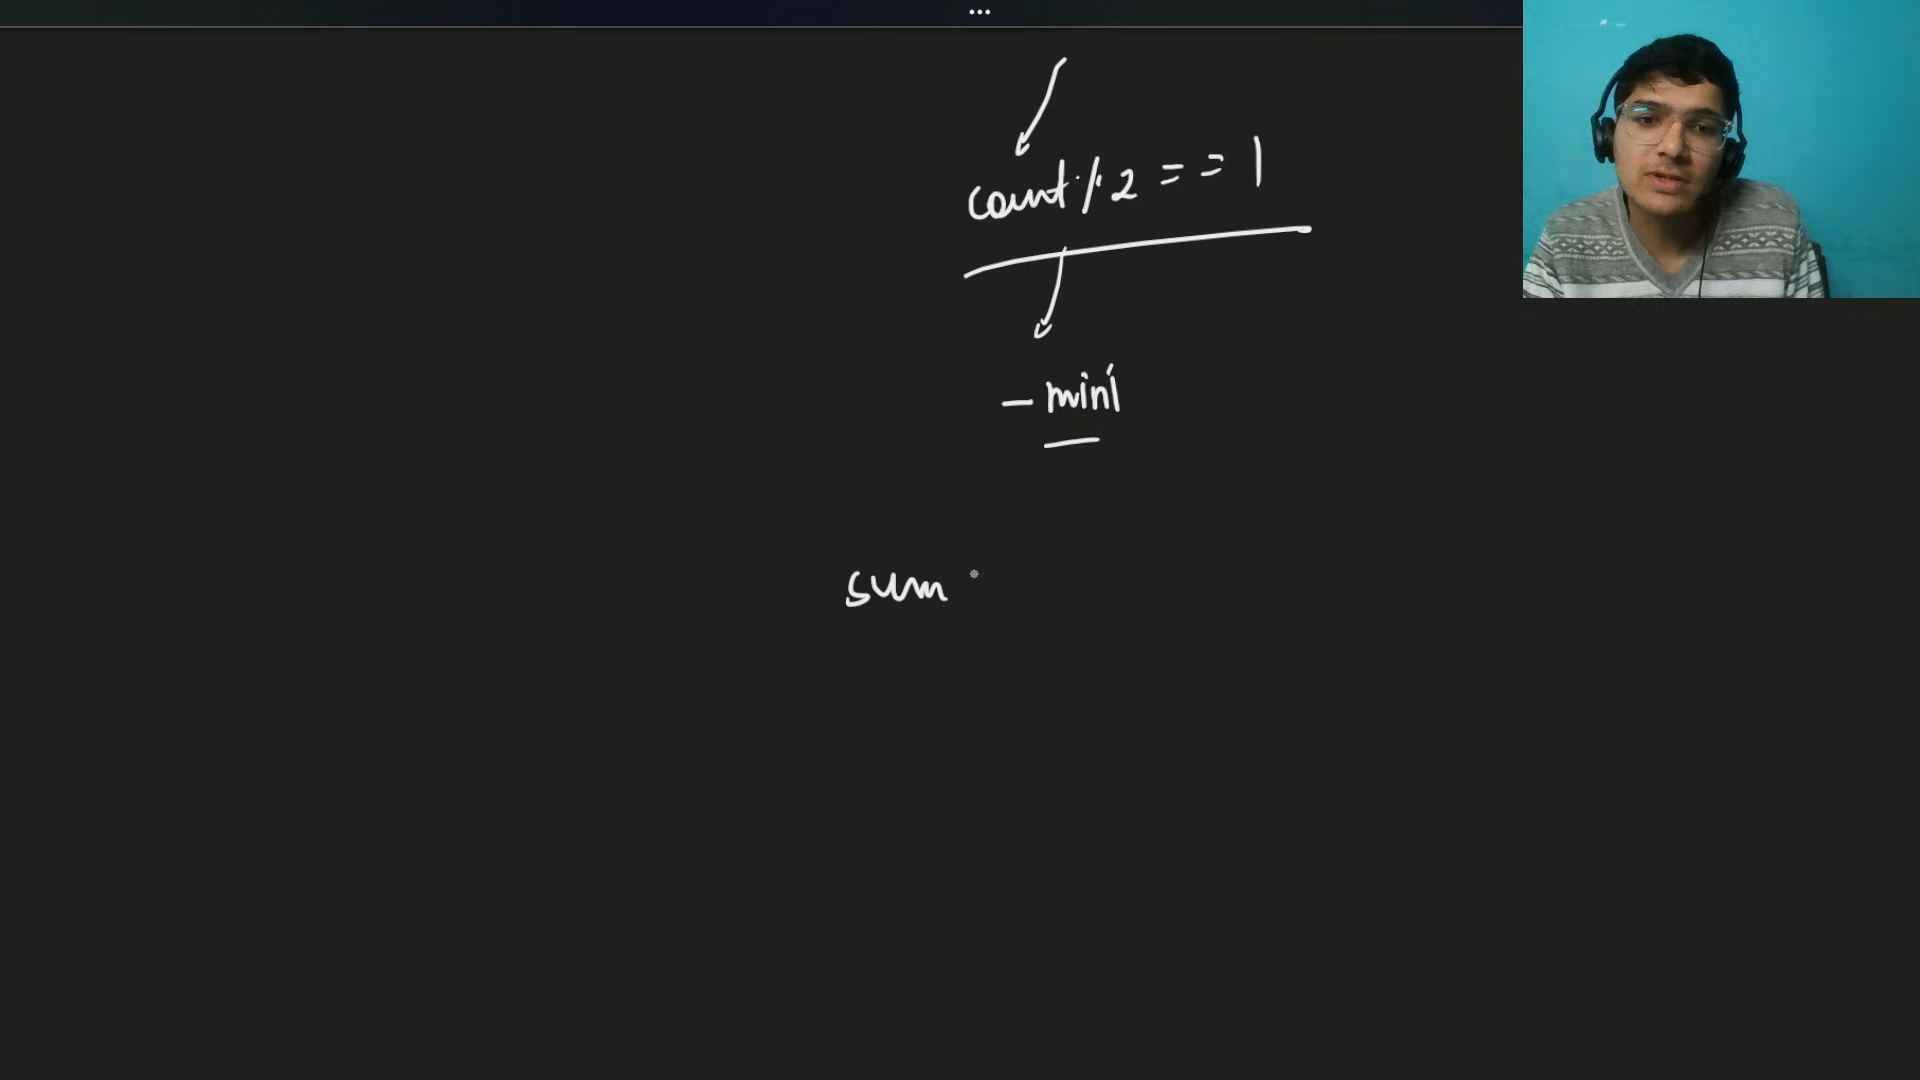 ...
count % 2 == 1
- mini
sum